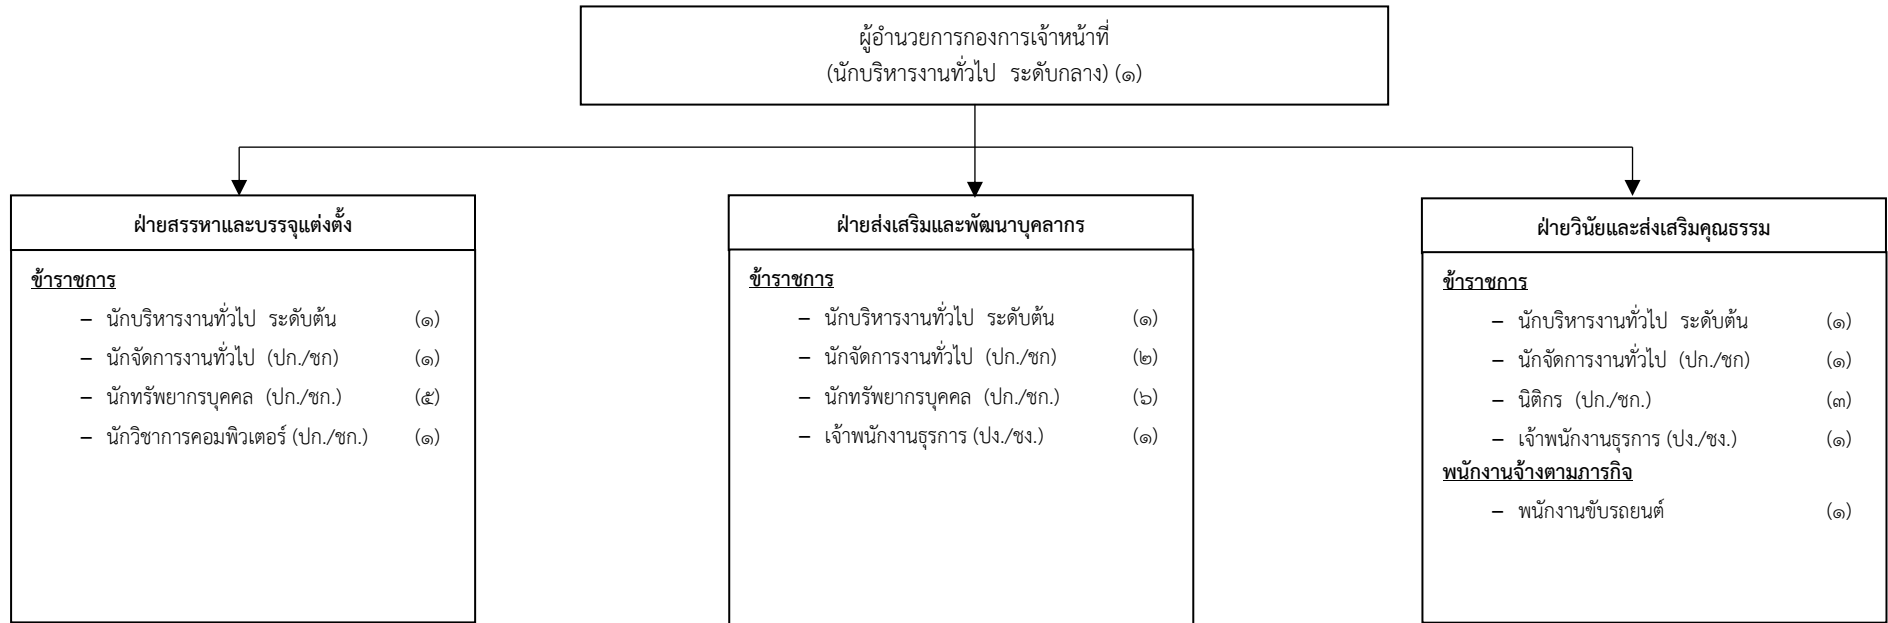 ผู้อำนวยการกองการเจ้าหน้าที่
(นักบริหารงานทั่วไป ระดับกลาง) (๑)
ฝ่ายสรรหาและบรรจุแต่งตั้ง
ข้าราชการ
– นักบริหารงานทั่วไป ระดับต้น (๑)
– นักจัดการงานทั่วไป (ปก./ชก) (๑)
– นักทรัพยากรบุคคล (ปก./ชก.) (๕)
– นักวิชาการคอมพิวเตอร์ (ปก./ชก.) (๑)
ฝ่ายส่งเสริมและพัฒนาบุคลากร
ข้าราชการ
– นักบริหารงานทั่วไป ระดับต้น (๑)
– นักจัดการงานทั่วไป (ปก./ชก) (๒)
– นักทรัพยากรบุคคล (ปก./ชก.) (๖)
– เจ้าพนักงานธุรการ (ปง./ชง.) (๑)
ฝ่ายวินัยและส่งเสริมคุณธรรม
ข้าราชการ
– นักบริหารงานทั่วไป ระดับต้น (๑)
– นักจัดการงานทั่วไป (ปก./ชก) (๑)
– นิติกร (ปก./ชก.) (๓)
– เจ้าพนักงานธุรการ (ปง./ชง.) (๑)
พนักงานจ้างตามภารกิจ
– พนักงานขับรถยนต์ (๑)